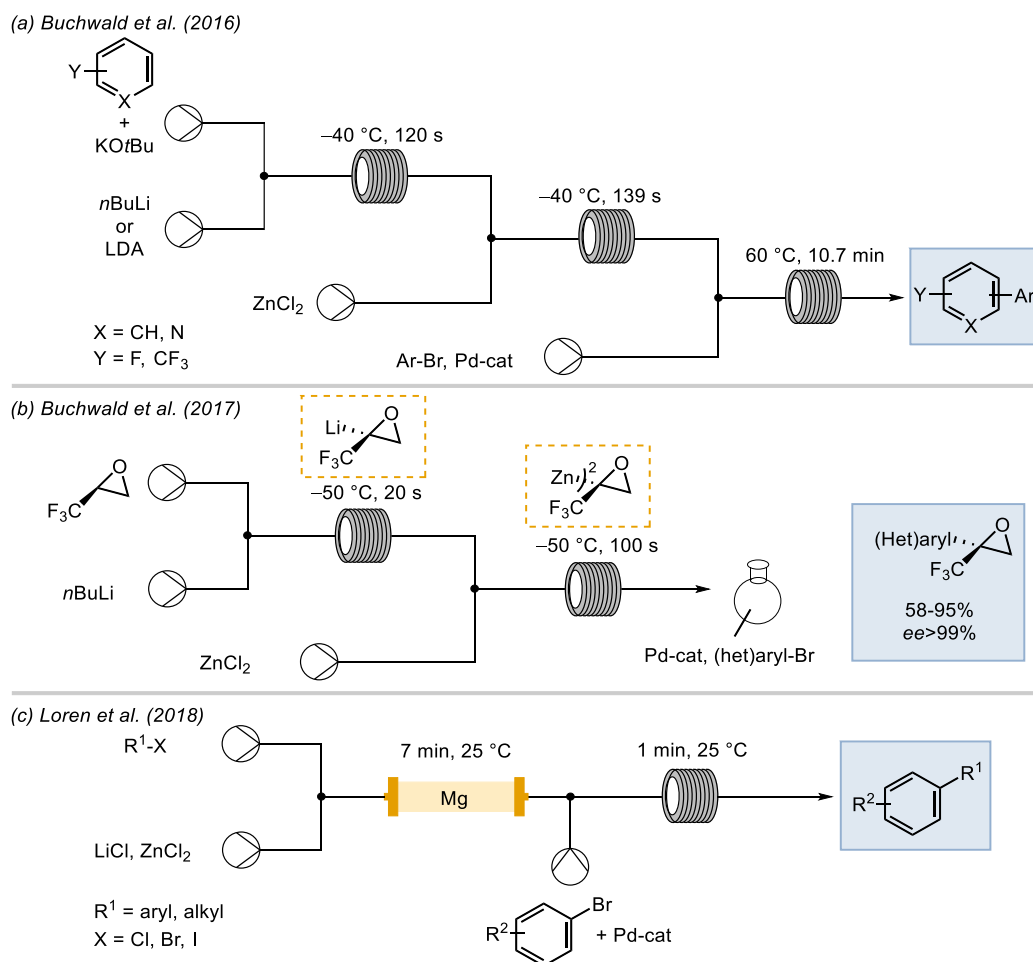 (a) Buchwald et al. (2016)
Y
X
+
KOtBu
–40 °C, 120 s
nBuLi
or
LDA
–40 °C, 139 s
ZnCl2
60 °C, 10.7 min
Y
Ar
X
X = CH, N
Y = F, CF3
Ar-Br, Pd-cat
(b) Buchwald et al. (2017)
Li
O
F3C
–50 °C, 20 s
Zn
2
O
F3C
–50 °C, 100 s
O
F3C
nBuLi
ZnCl2
Pd-cat, (het)aryl-Br
(Het)aryl
O
F3C
58-95%
ee>99%
(c) Loren et al. (2018)
R1-X
7 min, 25 °C
1 min, 25 °C
Mg
R1
R2
LiCl, ZnCl2
R1 = aryl, alkyl
X = Cl, Br, I
Br
R2
+ Pd-cat